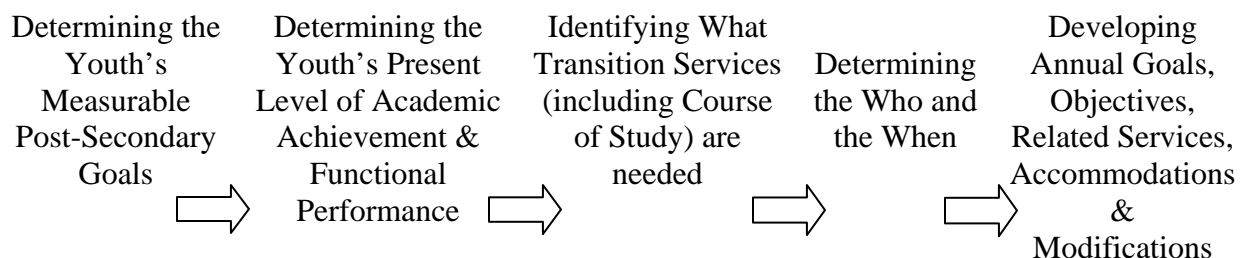 Determining the
Youth's
Measurable
Post-Secondary
Goals
Determining the
Youth's Present
Level of Academic
Achievement &
Functional
Performance
Identifying What
Transition Services
(including Course
of Study) are
needed
Determining
the Who and
the When
Developing
Annual Goals,
Objectives,
Related Services,
Accommodations
&
Modifications